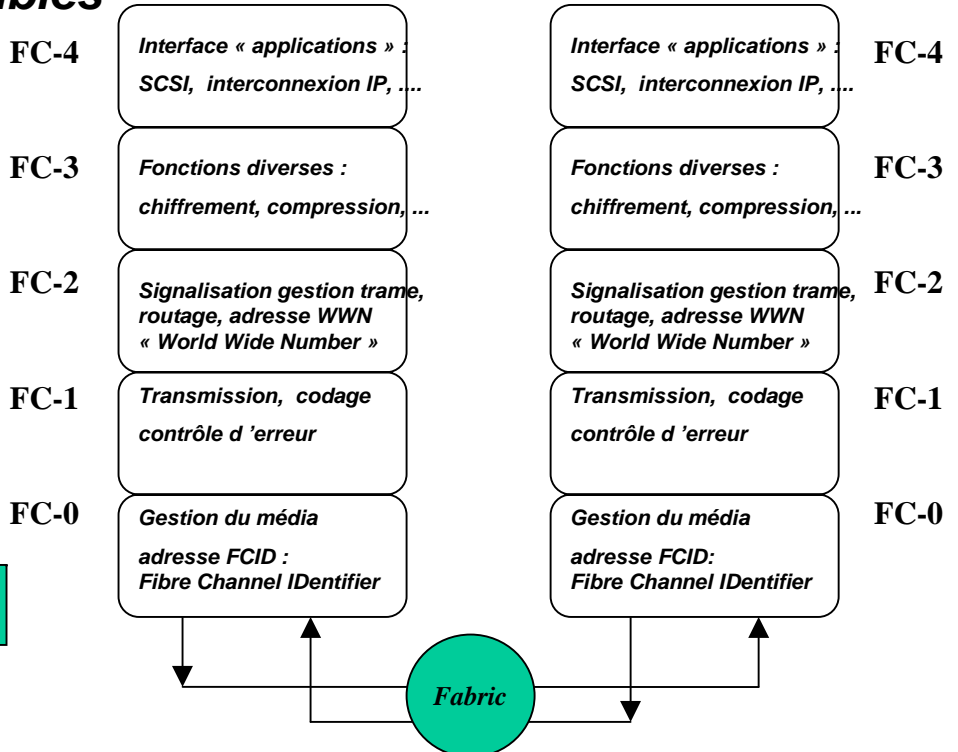 FC-4
Interface « applications » :
SCSI, interconnexion IP, ....
FC-3
Fonctions diverses :
chiffrement, compression, ...
FC-2
Signalisation gestion trame,
routage, adresse WWN
« World Wide Number »
FC-1
Transmission, codage
contrôle d ’erreur
FC-0
Gestion du média
adresse FCID :
Fibre Channel IDentifier
Interface « applications » :
SCSI, interconnexion IP, ....
FC-4
Fonctions diverses :
chiffrement, compression, ...
FC-3
Signalisation gestion trame,
routage, adresse WWN
« World Wide Number »
FC-2
Transmission, codage
contrôle d ’erreur
FC-1
Gestion du média
adresse FCID:
Fibre Channel IDentifier
FC-0
Fabric